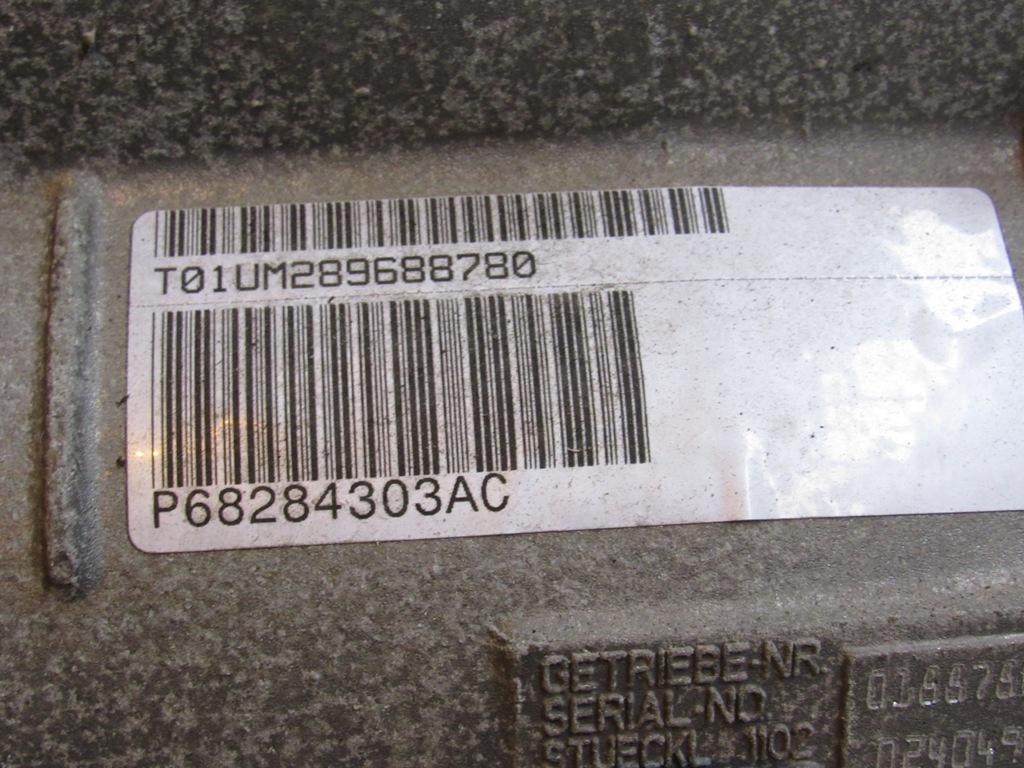 T01UM289688780
P68284303AC
GETRIEBE-NR.
SERIAL-NO.
STUECKL. 1102